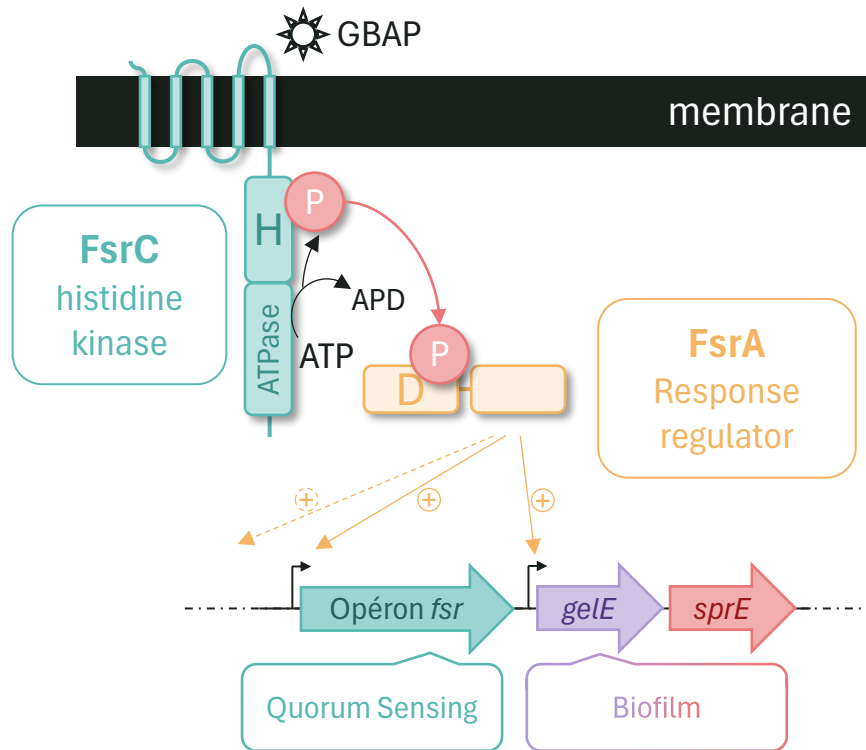 GBAP
membrane
P
H
FsrC
histidine
kinase
APD
ATPase
ATP
P
D
FsrA
Response
regulator
+
+
+
Opéron fsr
gelE
sprE
Quorum Sensing
Biofilm